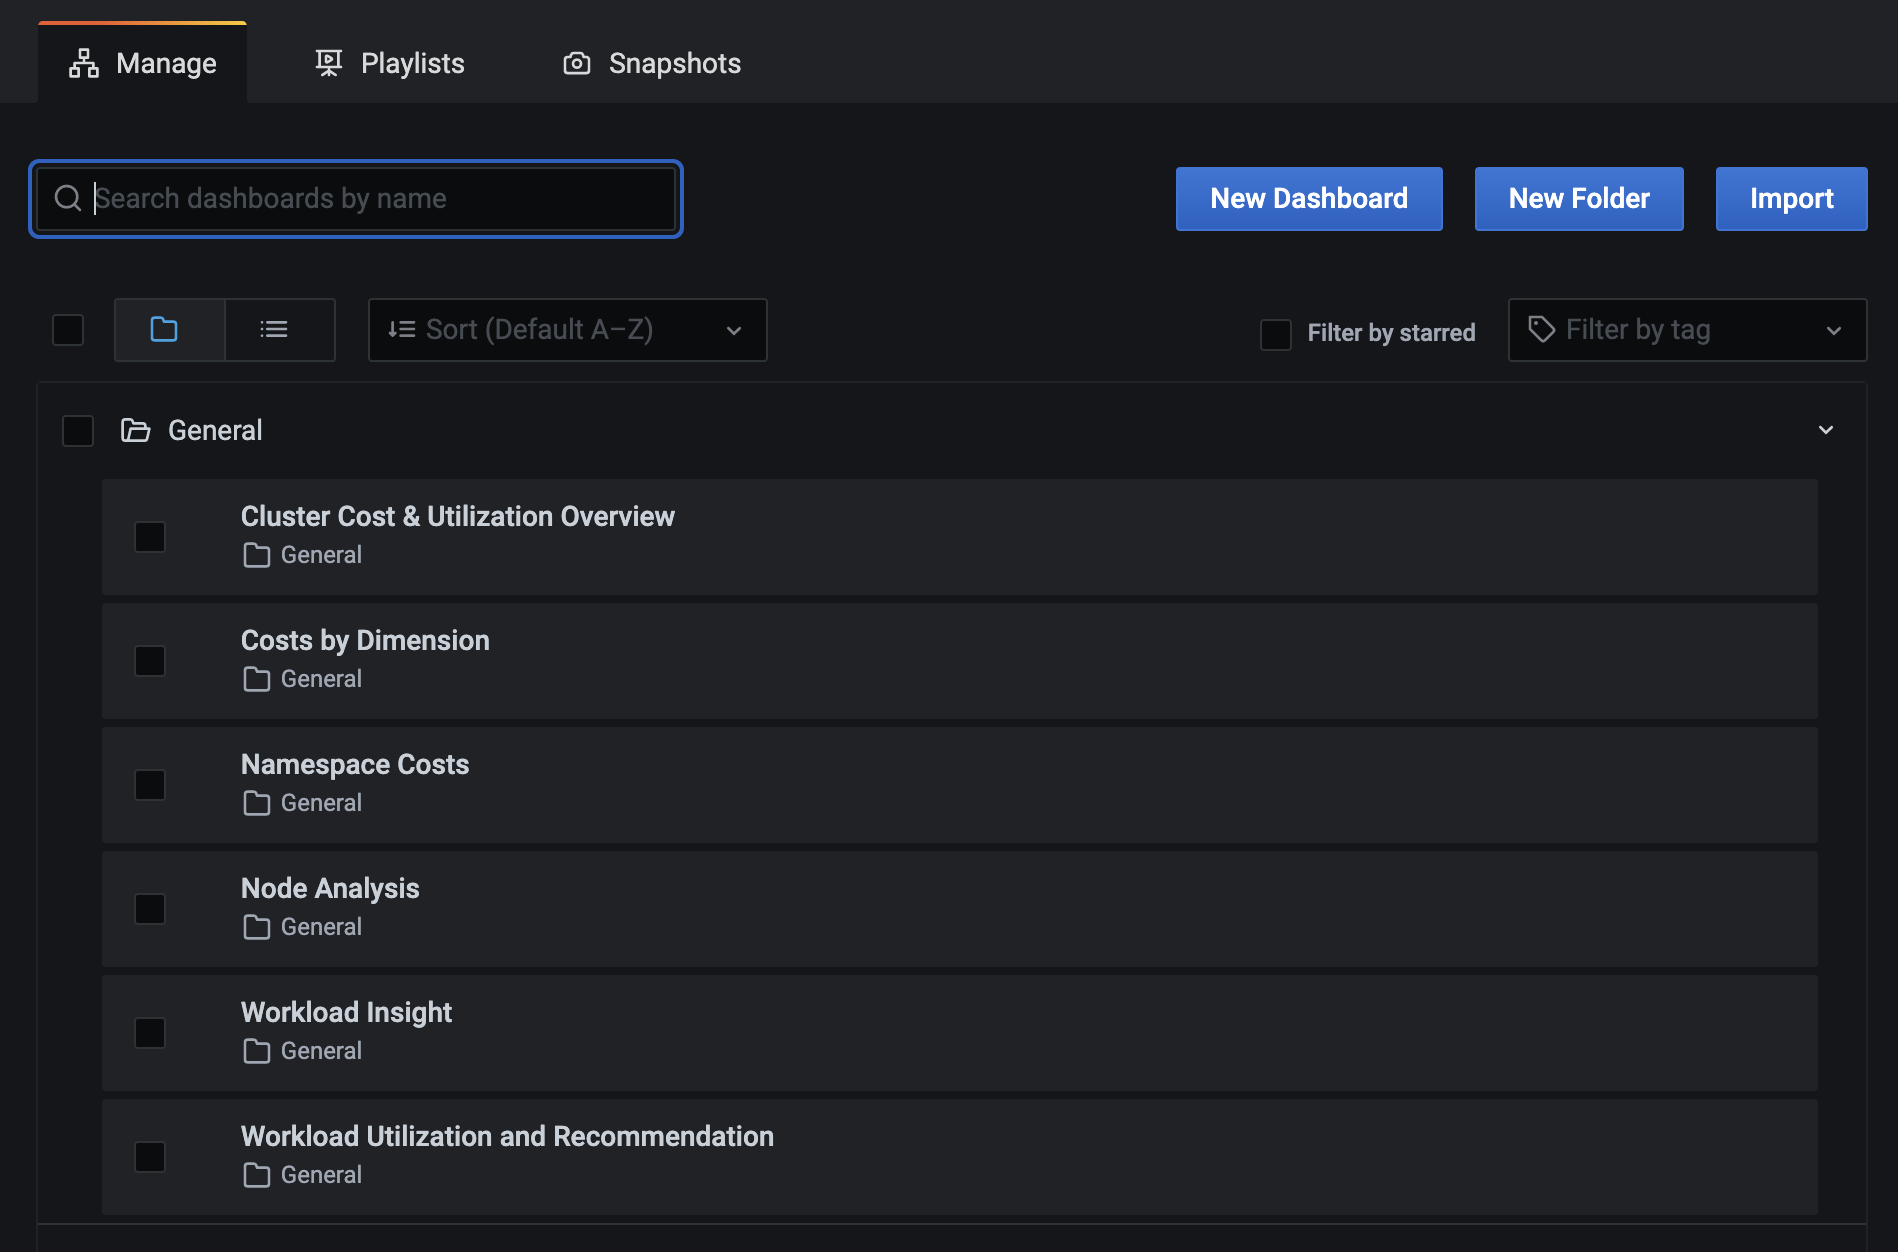 Manage
Playlists
Snapshots
Search dashboards by name
New Dashboard
New Folder
Import
Sort (Default A–Z)
Filter by starred
Filter by tag
General
Cluster Cost & Utilization Overview
General
Costs by Dimension
General
Namespace Costs
General
Node Analysis
General
Workload Insight
General
Workload Utilization and Recommendation
General